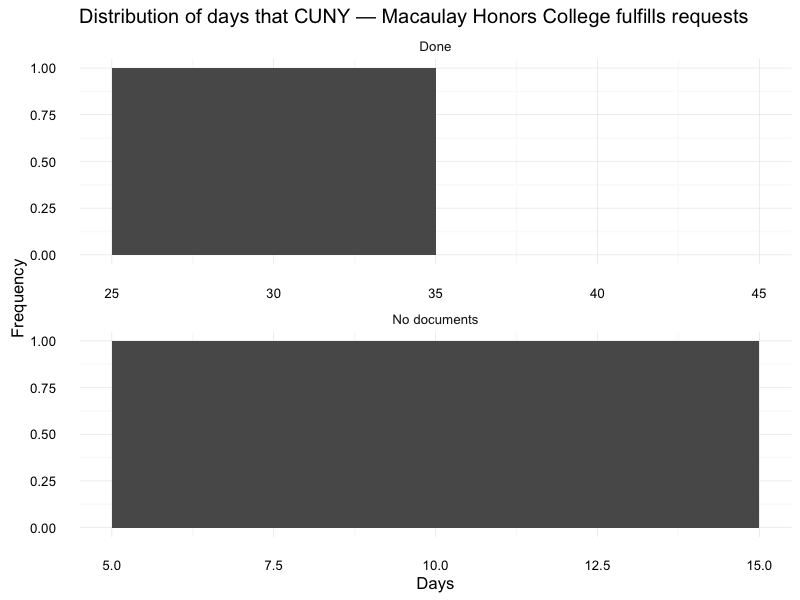 Distribution of days that CUNY — Macaulay Honors College fulfills requests
Done
1.00
0.75
0.50
0.25
0.00
25 30 35 40 45
Frequency
No documents
1.00
0.75
0.50
0.25
0.00
5.0 7.5 10.0 12.5 15.0
Days